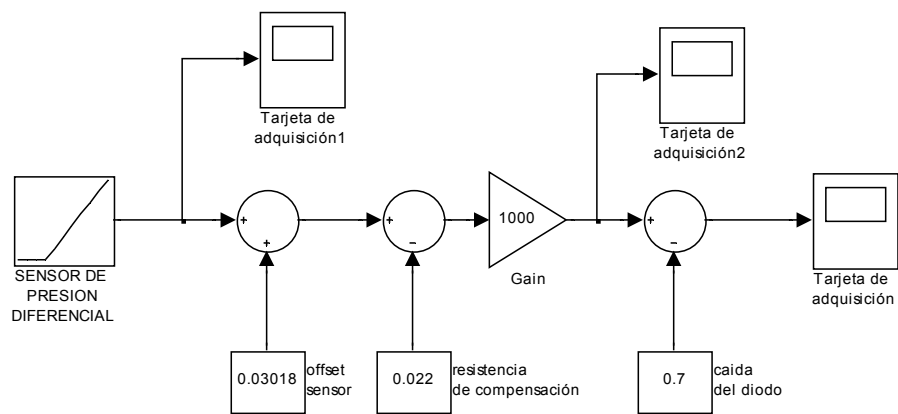 Tarjeta de
adquisición1
Tarjeta de
adquisición2
SENSOR DE
PRESION
DIFERENCIAL
+
+
+
-
1000
Gain
+
-
Tarjeta de
adquisición
0.03018
offset
sensor
0.022
resistencia
de compensación
0.7
caida
del diodo